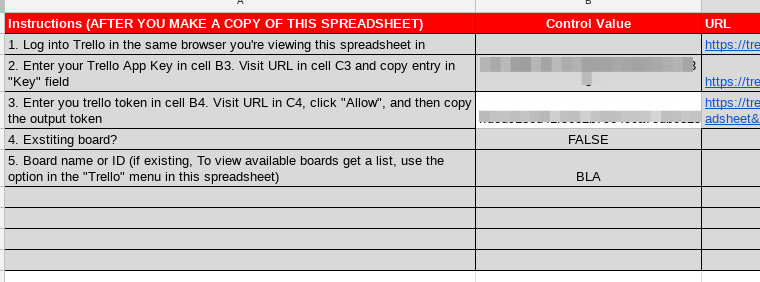 A B
Instructions (AFTER YOU MAKE A COPY OF THIS SPREADSHEET) Control Value URL
1. Log into Trello in the same browser you're viewing this spreadsheet in https://tre
2. Enter your Trello App Key in cell B3. Visit URL in cell C3 and copy entry in
"Key" field https://tre
3. Enter you trello token in cell B4. Visit URL in C4, click "Allow", and then copy https://tre
the output token adsheet&
4. Exstiting board? FALSE
5. Board name or ID (if existing, To view available boards get a list, use the
option in the "Trello" menu in this spreadsheet) BLA